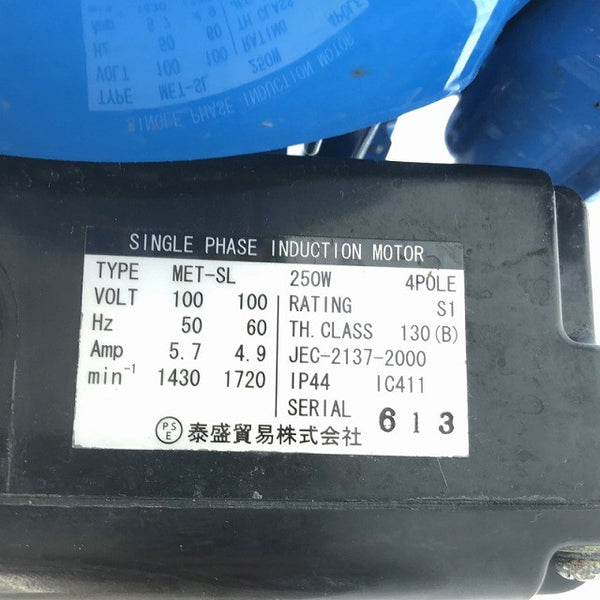 SINGLE PHASE INDUCTION MOTOR
TYPE MET-SL 250W 4POLE
VOLT 100 100 RATING S1
Hz 50 60 TH. CLASS 130 (B)
Amp 5.7 4.9 JEC-2137-2000
min⁻¹ 1430 1720 IP44 IC411
SERIAL 613
PSE 泰盛貿易株式会社